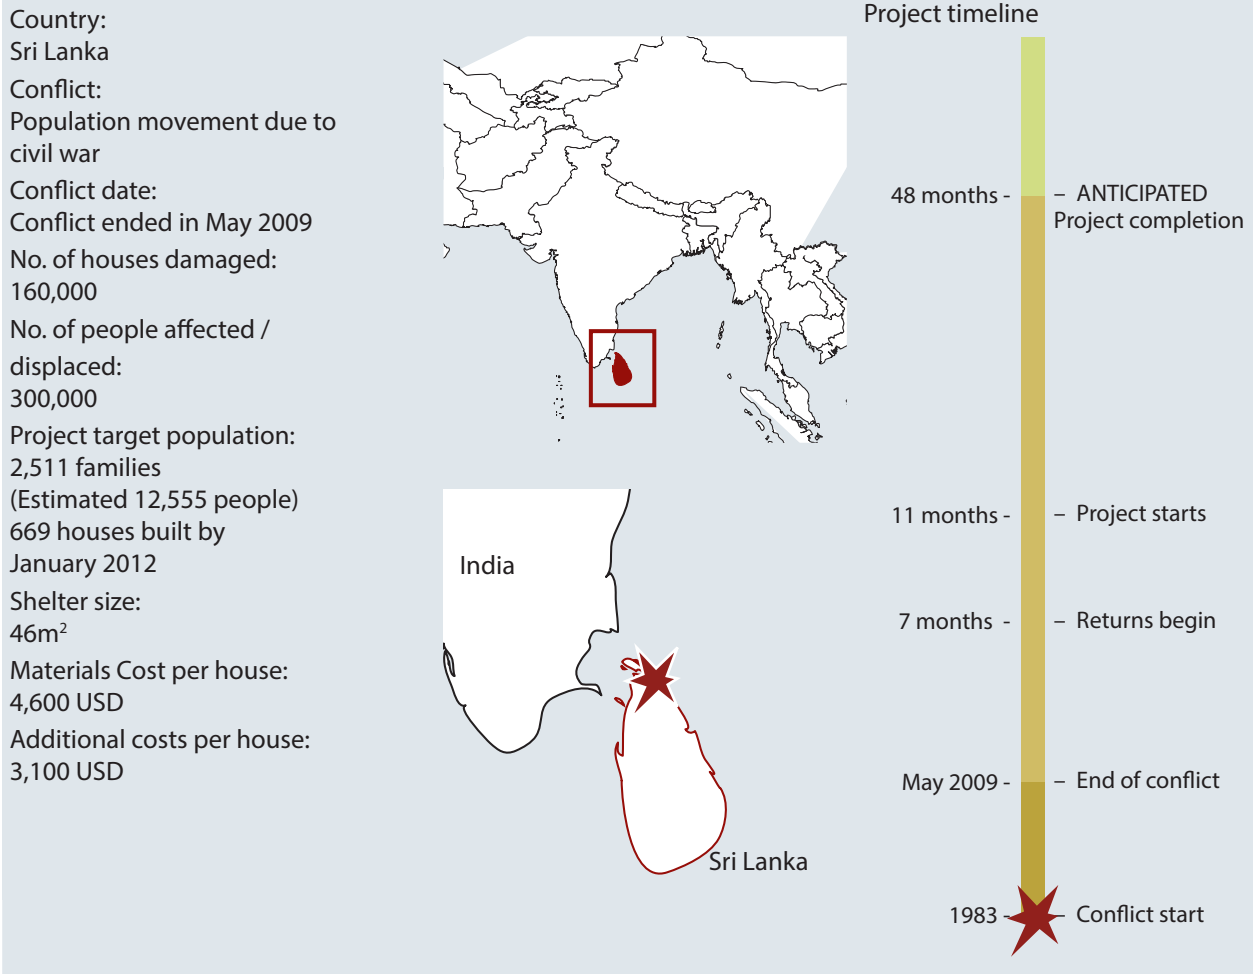 Country:
Sri Lanka
Conflict:
Population movement due to
civil war
Conflict date:
Conflict ended in May 2009
No. of houses damaged:
160,000
No. of people affected /
displaced:
300,000
Project target population:
2,511 families
(Estimated 12,555 people)
669 houses built by
January 2012
Shelter size:
46m²
Materials Cost per house:
4,600 USD
Additional costs per house:
3,100 USD
India
Sri Lanka
Project timeline
48 months - – ANTICIPATED
Project completion
11 months - – Project starts
7 months - – Returns begin
May 2009 - – End of conflict
1983 - – Conflict start